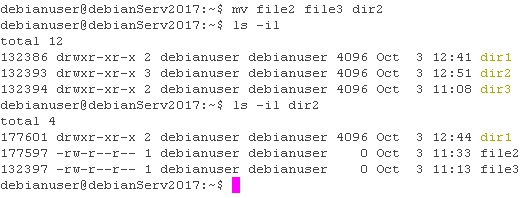 debianuser@debianServ2017:~$ mv file2 file3 dir2
debianuser@debianServ2017:~$ ls -il
total 12
132386 drwxr-xr-x 2 debianuser debianuser 4096 Oct  3 12:41 dir1
132393 drwxr-xr-x 3 debianuser debianuser 4096 Oct  3 12:51 dir2
132394 drwxr-xr-x 2 debianuser debianuser 4096 Oct  3 11:08 dir3
debianuser@debianServ2017:~$ ls -il dir2
total 4
177601 drwxr-xr-x 2 debianuser debianuser 4096 Oct  3 12:44 dir1
177597 -rw-r--r-- 1 debianuser debianuser    0 Oct  3 11:33 file2
132397 -rw-r--r-- 1 debianuser debianuser    0 Oct  3 11:13 file3
debianuser@debianServ2017:~$